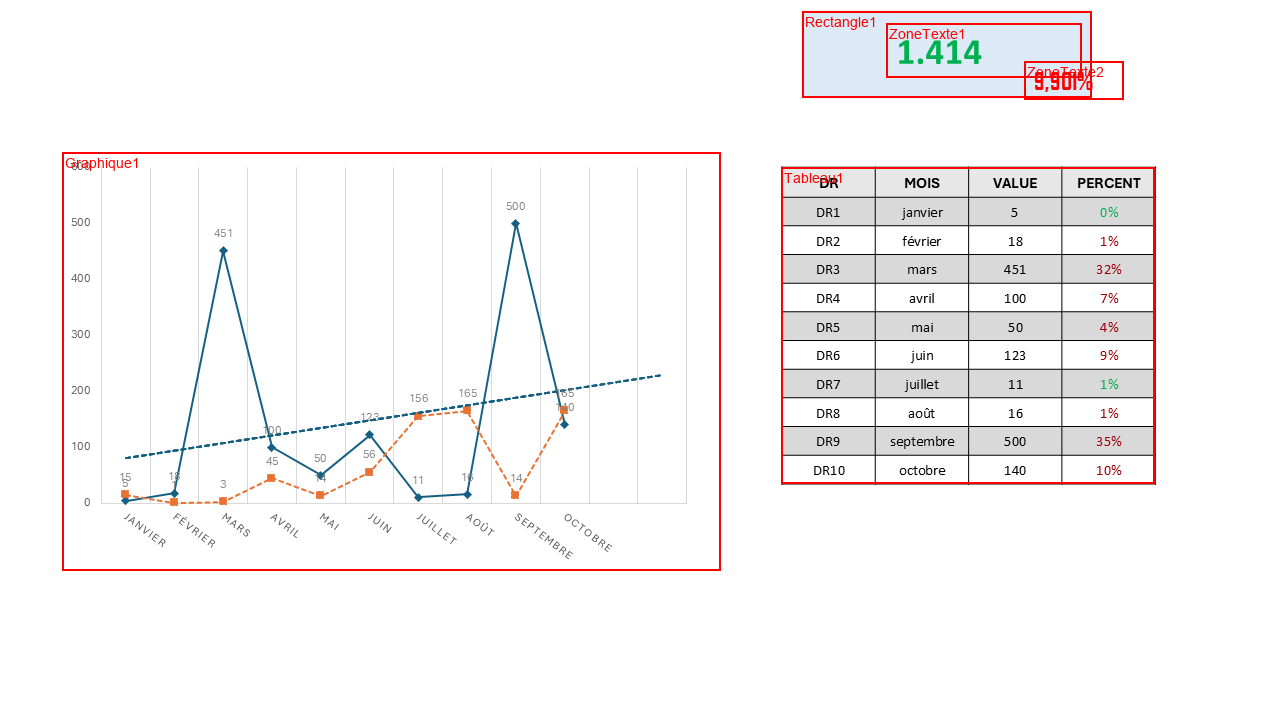 Rectangle1
ZoneTexte1
1.414
ZoneTexte2
9,901%
Graphique1
600
500
400
300
200
100
0
451
500
100
50
123
11
16
140
15
5
18
3
45
14
56
156
165
14
165
JANVIER
FÉVRIER
MARS
AVRIL
MAI
JUIN
JUILLET
AOÛT
SEPTEMBRE
OCTOBRE
Tableau1
DR MOIS VALUE PERCENT
DR1 janvier 5 0%
DR2 février 18 1%
DR3 mars 451 32%
DR4 avril 100 7%
DR5 mai 50 4%
DR6 juin 123 9%
DR7 juillet 11 1%
DR8 août 16 1%
DR9 septembre 500 35%
DR10 octobre 140 10%